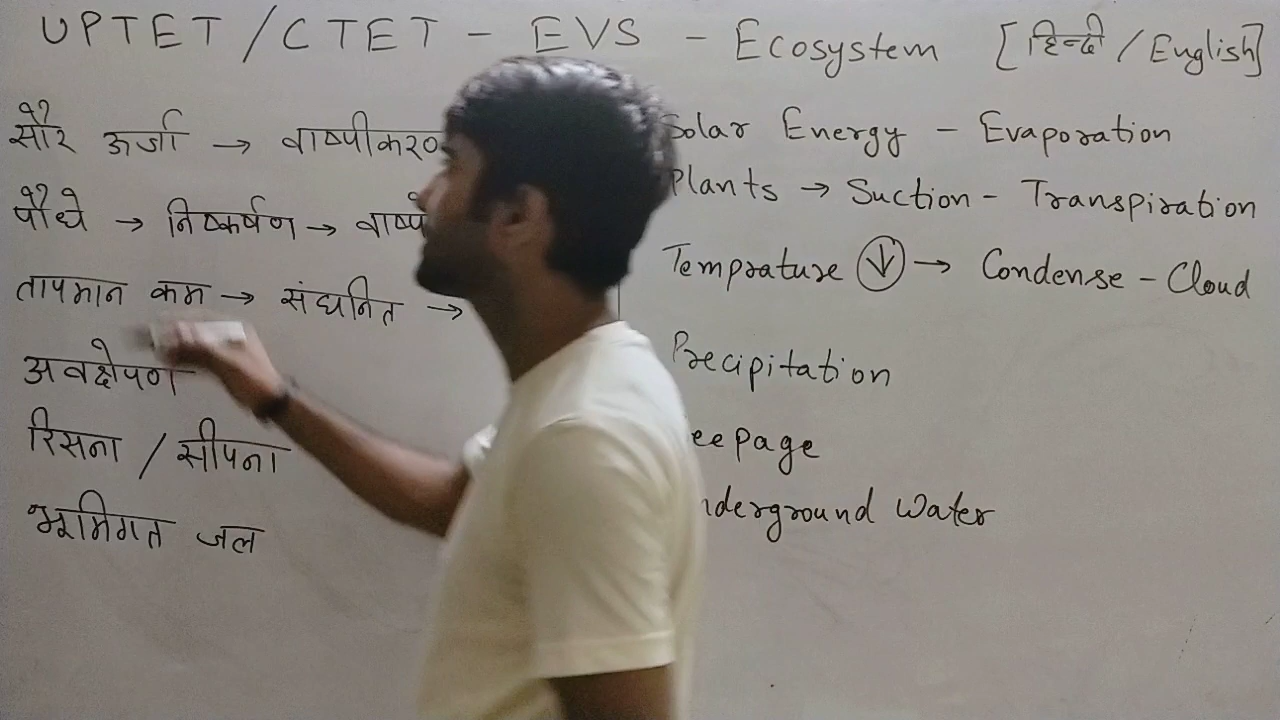 UPTET / CTET - EVS - Ecosystem [हिन्दी / English]
सौर ऊर्जा → वाष्पीकरण
पौधे → निष्कर्षण →
तापमान कम → संघनित →
अवक्षेपण
रिसना / सीपना
भूमिगत जल
Solar Energy - Evaporation
Plants → Suction - Transpiration
Temprature ↓ → Condense - Cloud
Precipitation
eepage
nderground Water